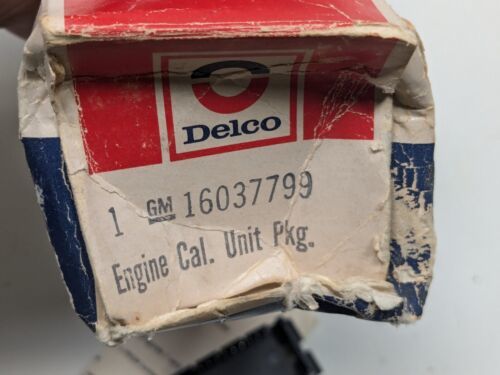 Delco
1 GM 16037799
Engine Cal. Unit Pkg.